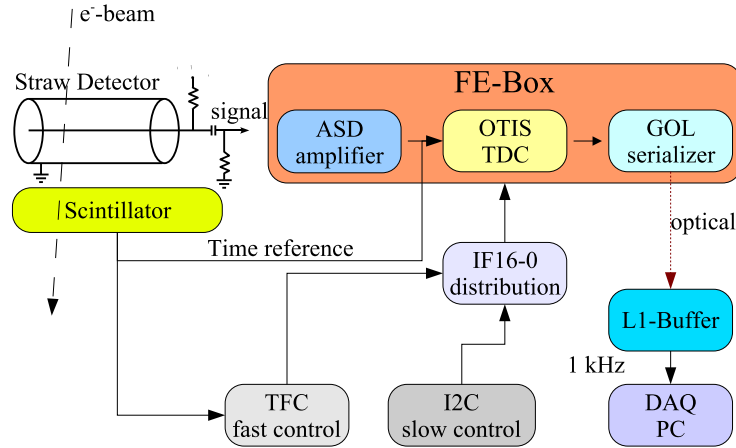 e⁻-beam
Straw Detector
signal
FE-Box
ASD
amplifier
OTIS
TDC
GOL
serializer
Scintillator
Time reference
optical
IF16-0
distribution
L1-Buffer
1 kHz
TFC
fast control
I2C
slow control
DAQ
PC